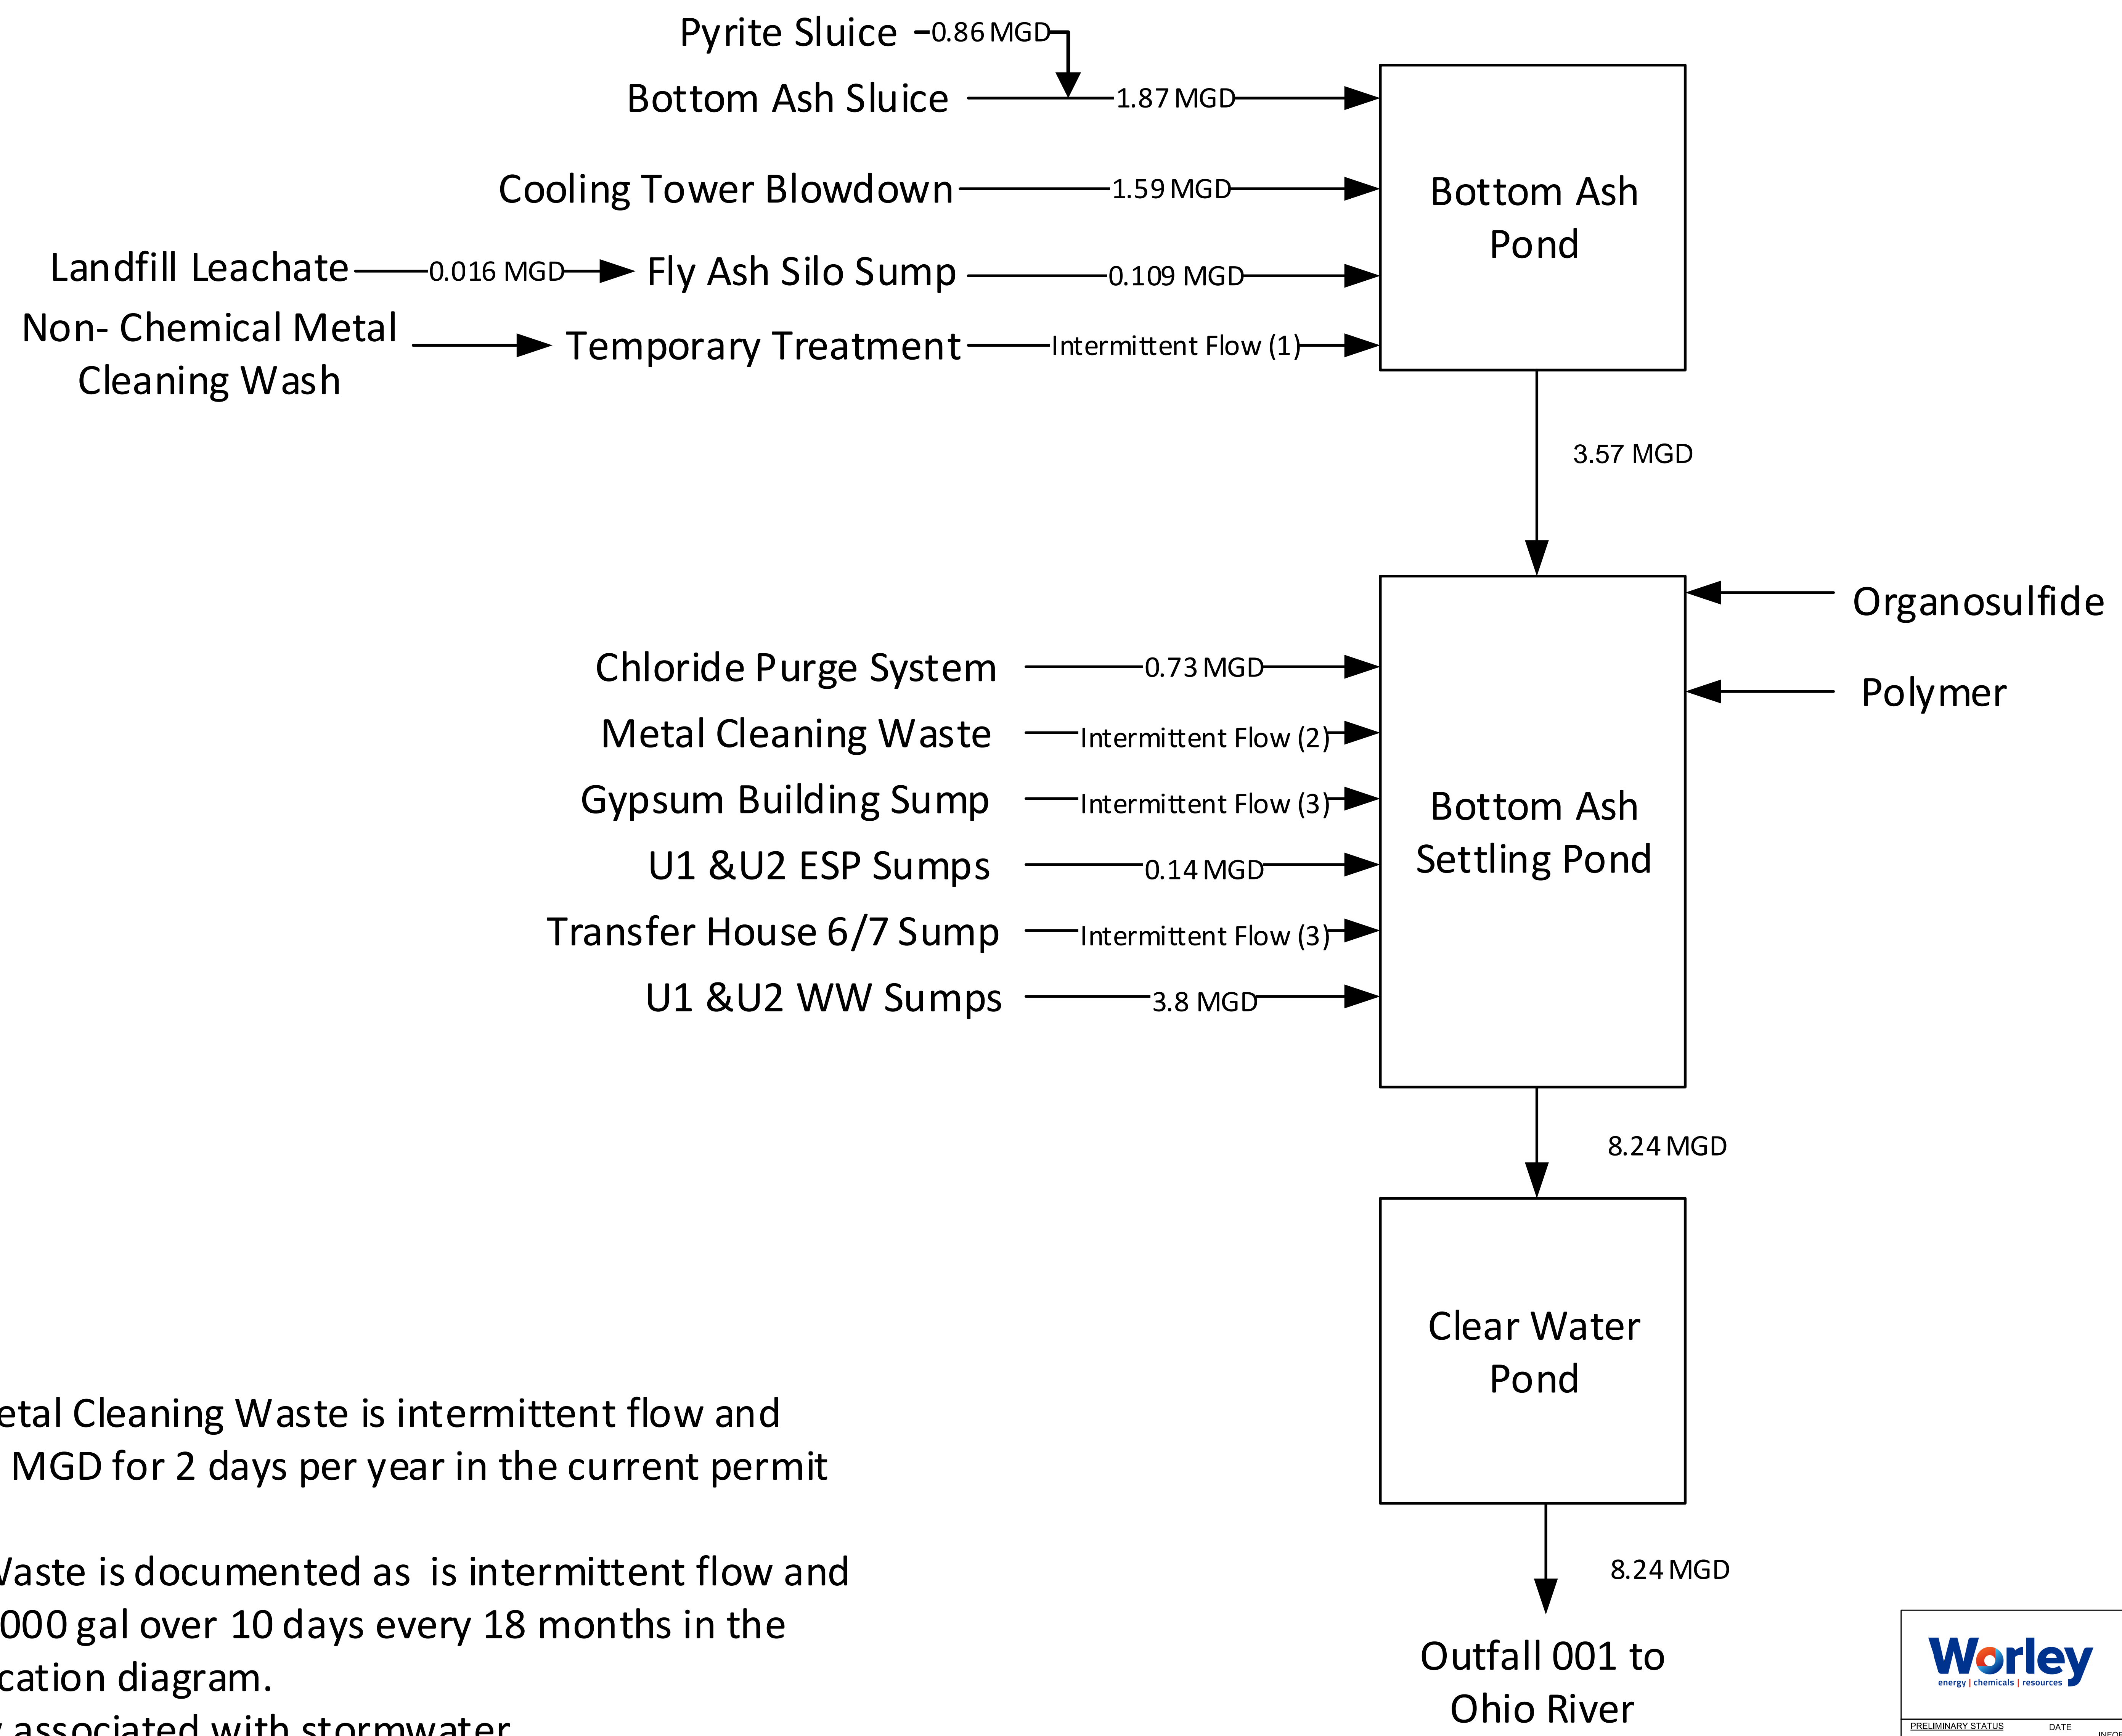 Pyrite Sluice
0.86 MGD
Bottom Ash Sluice
1.87 MGD
Cooling Tower Blowdown
1.59 MGD
Landfill Leachate
0.016 MGD
Fly Ash Silo Sump
0.109 MGD
Non- Chemical Metal
Cleaning Wash
Temporary Treatment
Intermittent Flow (1)
Bottom Ash
Pond
3.57 MGD
Organosulfide
Polymer
Chloride Purge System
0.73 MGD
Metal Cleaning Waste
Intermittent Flow (2)
Gypsum Building Sump
Intermittent Flow (3)
U1 &U2 ESP Sumps
0.14 MGD
Transfer House 6/7 Sump
Intermittent Flow (3)
U1 &U2 WW Sumps
3.8 MGD
Bottom Ash
Settling Pond
8.24 MGD
Clear Water
Pond
8.24 MGD
Outfall 001 to
Ohio River
etal Cleaning Waste is intermittent flow and
MGD for 2 days per year in the current permit
Waste is documented as is intermittent flow and
000 gal over 10 days every 18 months in the
cation diagram.
associated with stormwater
Worley
energy | chemicals | resources
PRELIMINARY STATUS
DATE